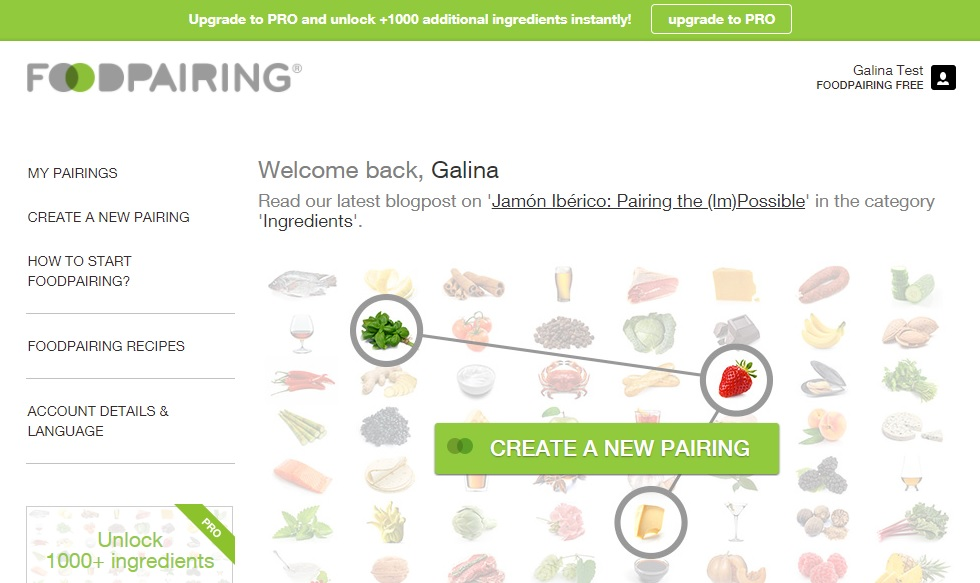 Upgrade to PRO and unlock +1000 additional ingredients instantly!
upgrade to PRO
FOODPAIRING®
Galina Test
FOODPAIRING FREE
MY PAIRINGS
CREATE A NEW PAIRING
HOW TO START
FOODPAIRING?
FOODPAIRING RECIPES
ACCOUNT DETAILS &
LANGUAGE
PRO
Unlock
1000+ ingredients
Welcome back, Galina
Read our latest blogpost on 'Jamón Ibérico: Pairing the (Im)Possible' in the category
'Ingredients'.
CREATE A NEW PAIRING